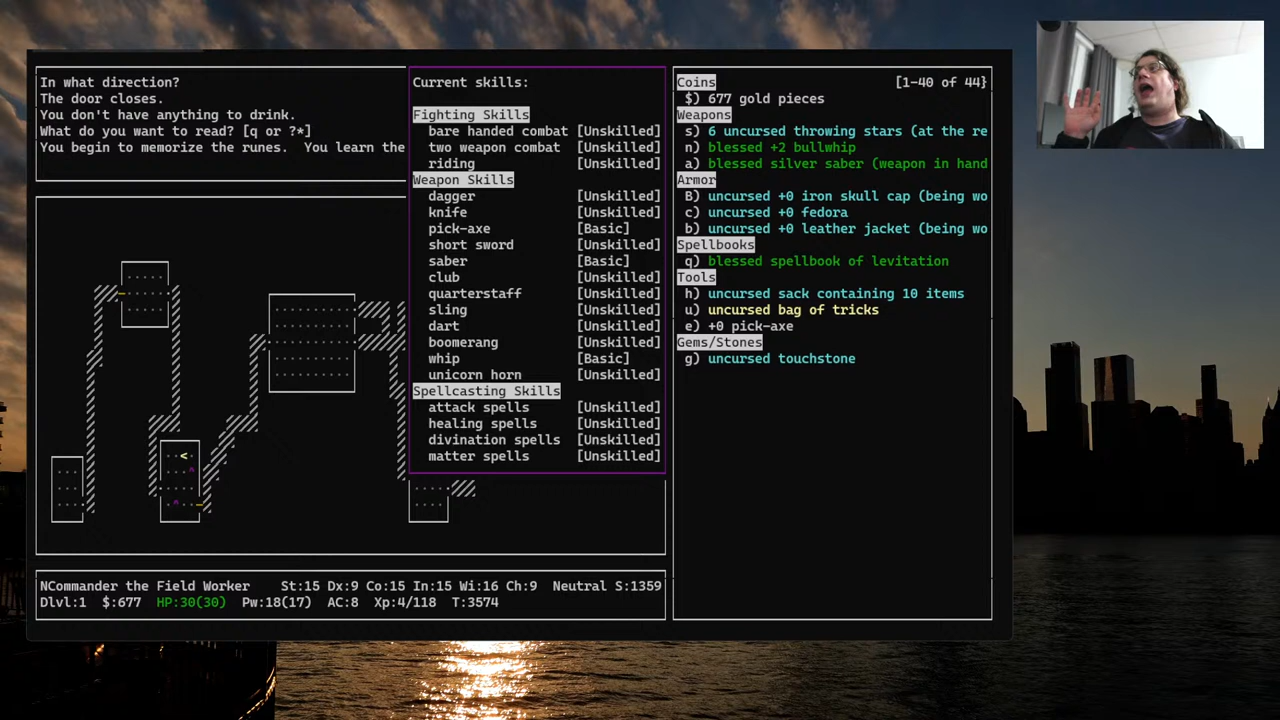 In what direction?
The door closes.
You don't have anything to drink.
What do you want to read? [q or ?*]
You begin to memorize the runes.  You learn the
Current skills:
Fighting Skills
bare handed combat [Unskilled]
two weapon combat [Unskilled]
riding [Unskilled]
Weapon Skills
dagger [Unskilled]
knife [Unskilled]
pick-axe [Basic]
short sword [Unskilled]
saber [Basic]
club [Unskilled]
quarterstaff [Unskilled]
sling [Unskilled]
dart [Unskilled]
boomerang [Unskilled]
whip [Basic]
unicorn horn [Unskilled]
Spellcasting Skills
attack spells [Unskilled]
healing spells [Unskilled]
divination spells [Unskilled]
matter spells [Unskilled]
Coins [1-40 of 44}
$) 677 gold pieces
Weapons
s) 6 uncursed throwing stars (at the re
n) blessed +2 bullwhip
a) blessed silver saber (weapon in hand
Armor
B) uncursed +0 iron skull cap (being wo
c) uncursed +0 fedora
b) uncursed +0 leather jacket (being wo
Spellbooks
q) blessed spellbook of levitation
Tools
h) uncursed sack containing 10 items
u) uncursed bag of tricks
e) +0 pick-axe
Gems/Stones
g) uncursed touchstone
NCommander the Field Worker St:15 Dx:9 Co:15 In:15 Wi:16 Ch:9 Neutral S:1359
Dlvl:1 $:677 HP:30(30) Pw:18(17) AC:8 Xp:4/118 T:3574